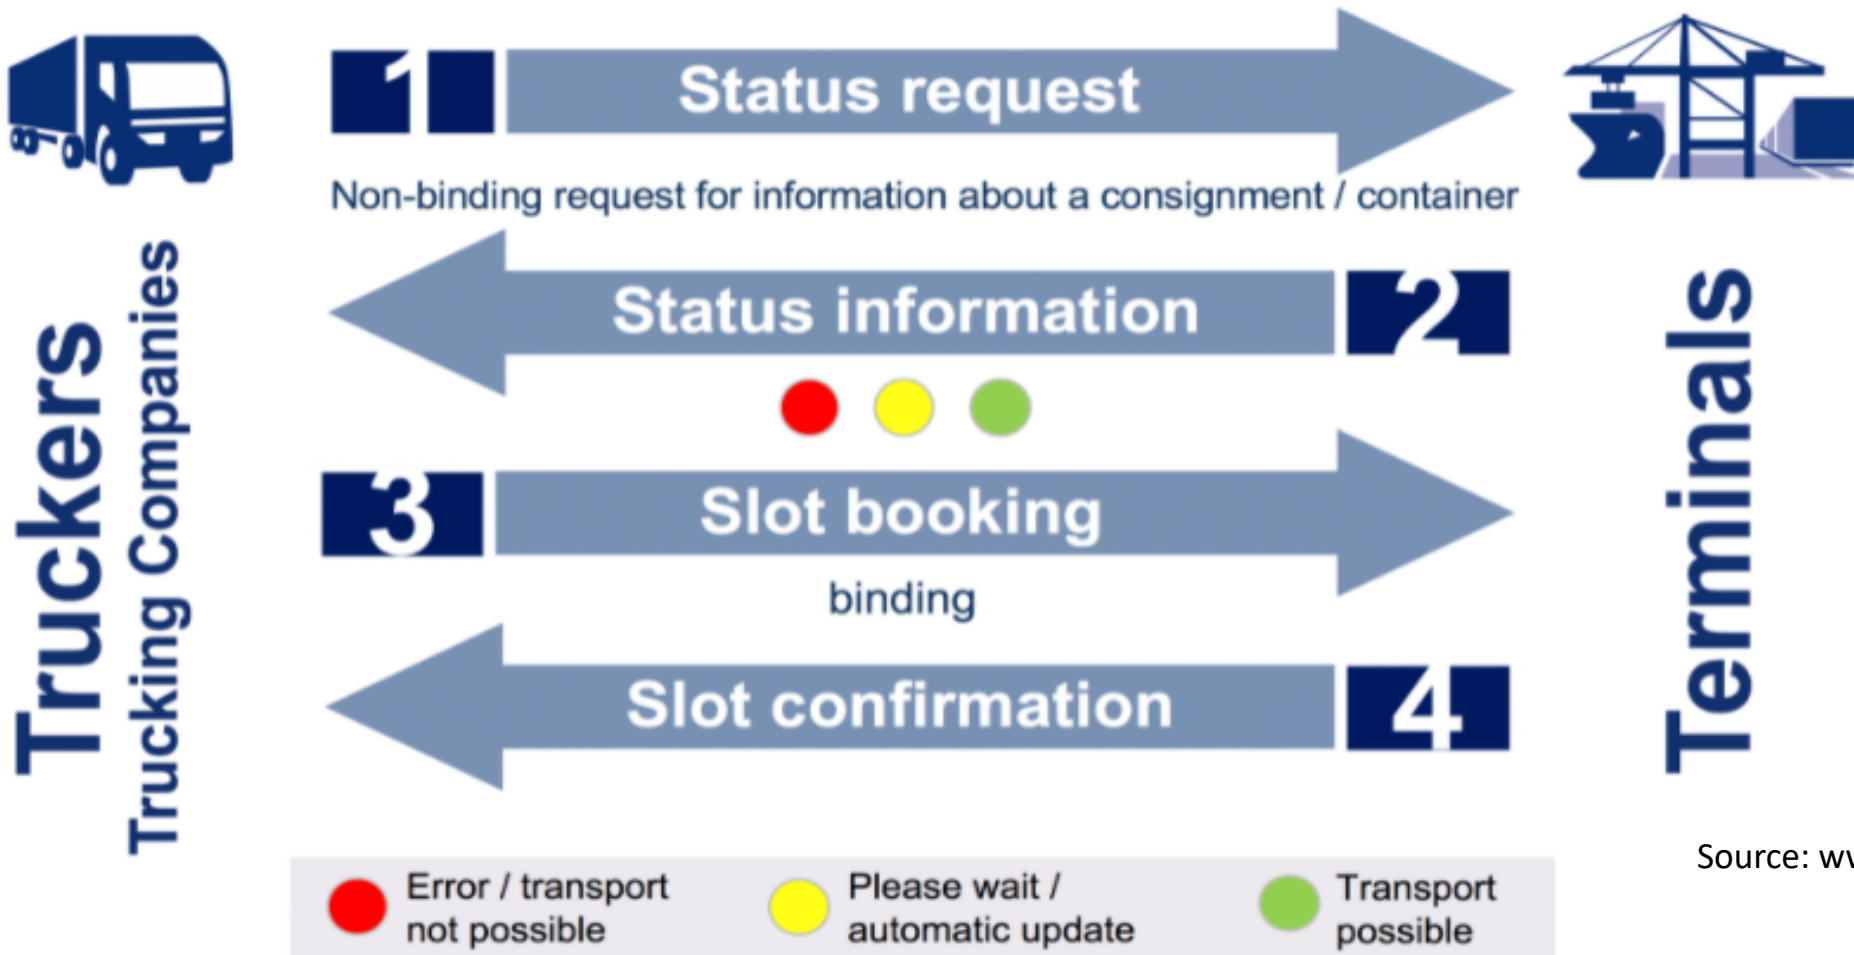 1
Status request
Non-binding request for information about a consignment / container
Status information
2
3
Slot booking
binding
Slot confirmation
4
Truckers
Trucking Companies
Terminals
Source:
Error / transport
not possible
Please wait /
automatic update
Transport
possible